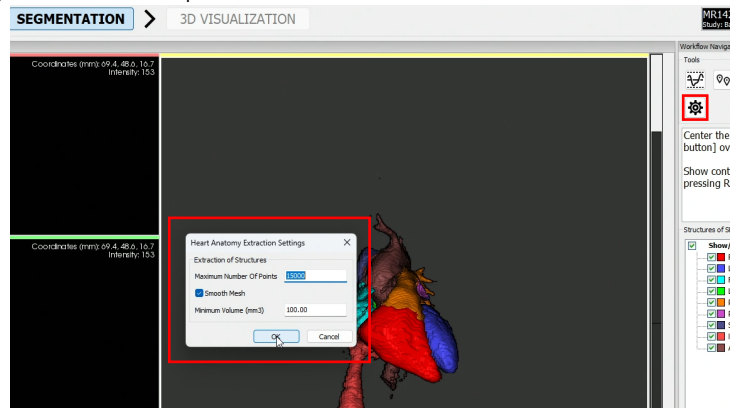 SEGMENTATION
3D VISUALIZATION
Coordinates (mm): 69.4, 48.6, 16.7
Intensity: 153
Coordinates (mm): 69.4, 48.6, 16.7
Intensity: 153
Heart Anatomy Extraction Settings
Extraction of Structures
Maximum Number Of Points 15000
Smooth Mesh
Minimum Volume (mm3) 100.00
OK Cancel
Study: Ba
Workflow Naviga
Tools
Center the
button] ov
Show cont
pressing R
Structures of S
Show/